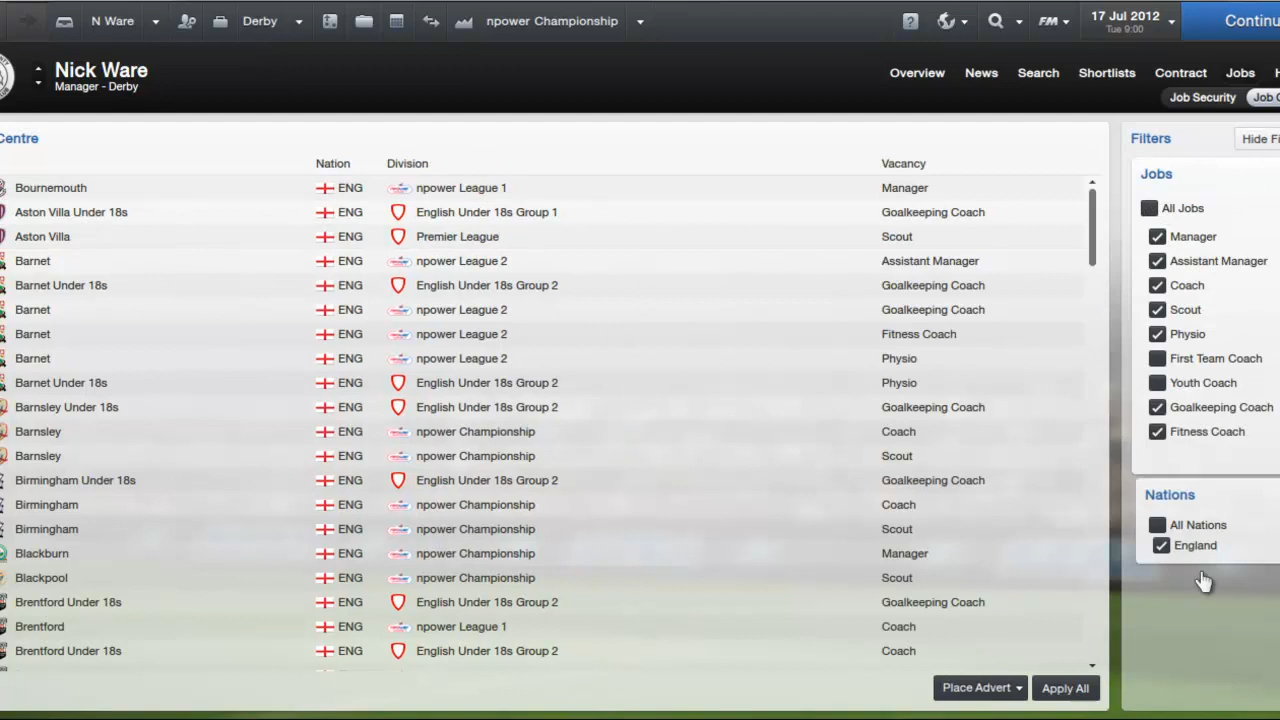 N Ware Derby npower Championship FM 17 Jul 2012 Continu
Tue 9:00
Nick Ware
Manager - Derby
Overview News Search Shortlists Contract Jobs H
Job Security Job C
Centre
Filters Hide Fi
Nation Division Vacancy
Bournemouth ENG npower League 1 Manager
Aston Villa Under 18s ENG English Under 18s Group 1 Goalkeeping Coach
Aston Villa ENG Premier League Scout
Barnet ENG npower League 2 Assistant Manager
Barnet Under 18s ENG English Under 18s Group 2 Goalkeeping Coach
Barnet ENG npower League 2 Goalkeeping Coach
Barnet ENG npower League 2 Fitness Coach
Barnet ENG npower League 2 Physio
Barnet Under 18s ENG English Under 18s Group 2 Physio
Barnsley Under 18s ENG English Under 18s Group 2 Goalkeeping Coach
Barnsley ENG npower Championship Coach
Barnsley ENG npower Championship Scout
Birmingham Under 18s ENG English Under 18s Group 2 Goalkeeping Coach
Birmingham ENG npower Championship Coach
Birmingham ENG npower Championship Scout
Blackburn ENG npower Championship Manager
Blackpool ENG npower Championship Scout
Brentford Under 18s ENG English Under 18s Group 2 Goalkeeping Coach
Brentford ENG npower League 1 Coach
Brentford Under 18s ENG English Under 18s Group 2 Coach
Place Advert Apply All
Jobs
All Jobs
Manager
Assistant Manager
Coach
Scout
Physio
First Team Coach
Youth Coach
Goalkeeping Coach
Fitness Coach
Nations
All Nations
England